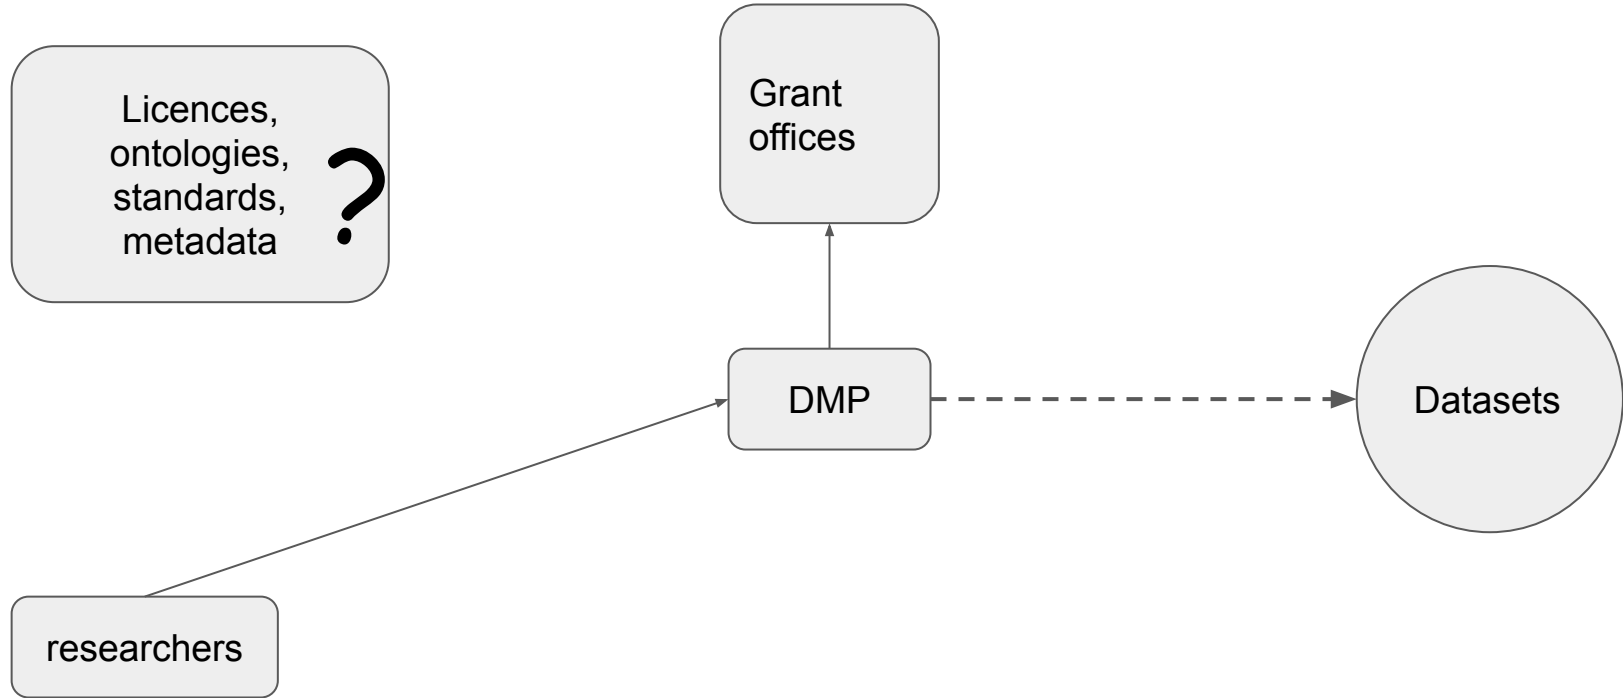 Licences,
ontologies,
standards,
metadata
?
Grant
offices
DMP
Datasets
researchers